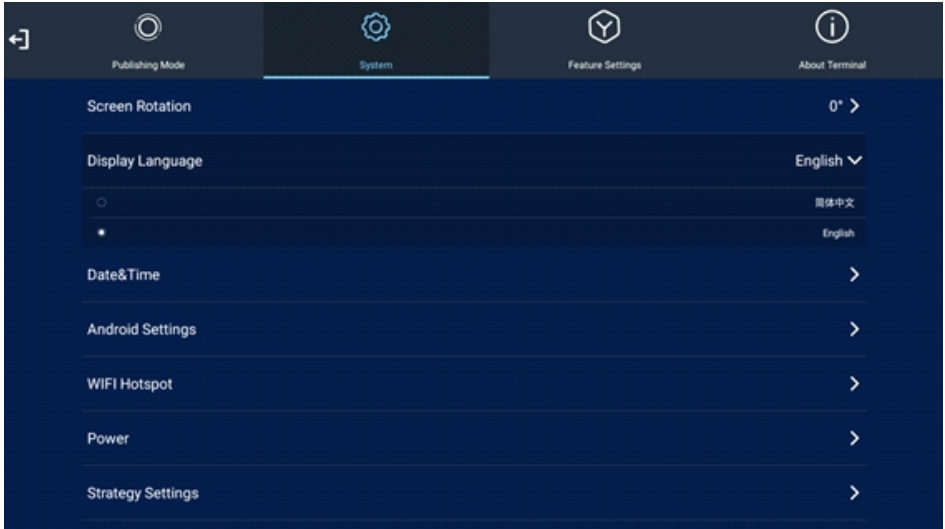 Publishing Mode
System
Feature Settings
About Terminal
Screen Rotation 0°
Display Language English
简体中文
English
Date&Time
Android Settings
WIFI Hotspot
Power
Strategy Settings